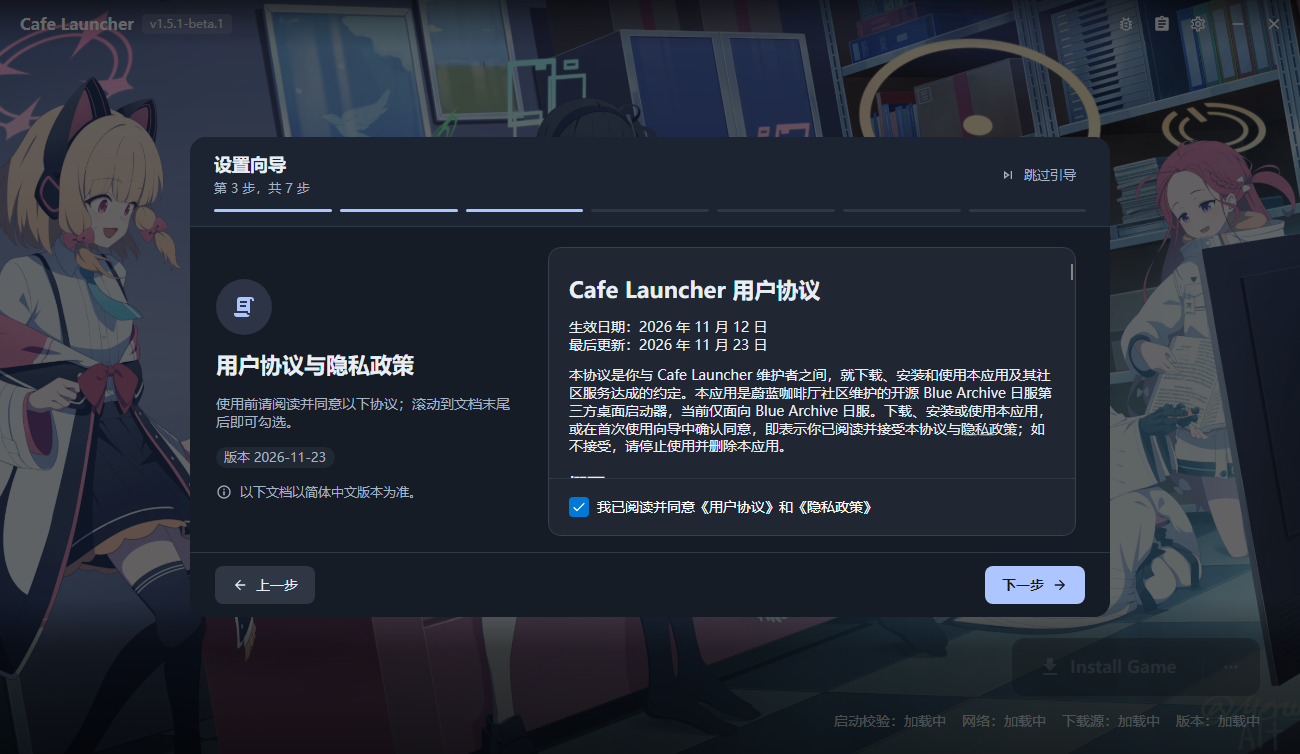 Cafe Launcher v1.5.1-beta.1
设置向导
第 3 步，共 7 步
跳过引导
用户协议与隐私政策
使用前请阅读并同意以下协议；滚动到文档末尾
后即可勾选。
版本 2026-11-23
以下文档以简体中文版本为准。
Cafe Launcher 用户协议
生效日期：2026 年 11 月 12 日
最后更新：2026 年 11 月 23 日
本协议是你与 Cafe Launcher 维护者之间，就下载、安装和使用本应用及其社
区服务达成的约定。本应用是蔚蓝咖啡厅社区维护的开源 Blue Archive 日服第
三方桌面启动器，当前仅面向 Blue Archive 日服。下载、安装或使用本应用，
或在首次使用向导中确认同意，即表示你已阅读并接受本协议与隐私政策；如
不接受，请停止使用并删除本应用。
我已阅读并同意《用户协议》和《隐私政策》
上一步
下一步
Install Game
启动校验：加载中 网络：加载中 下载源：加载中 版本：加载中